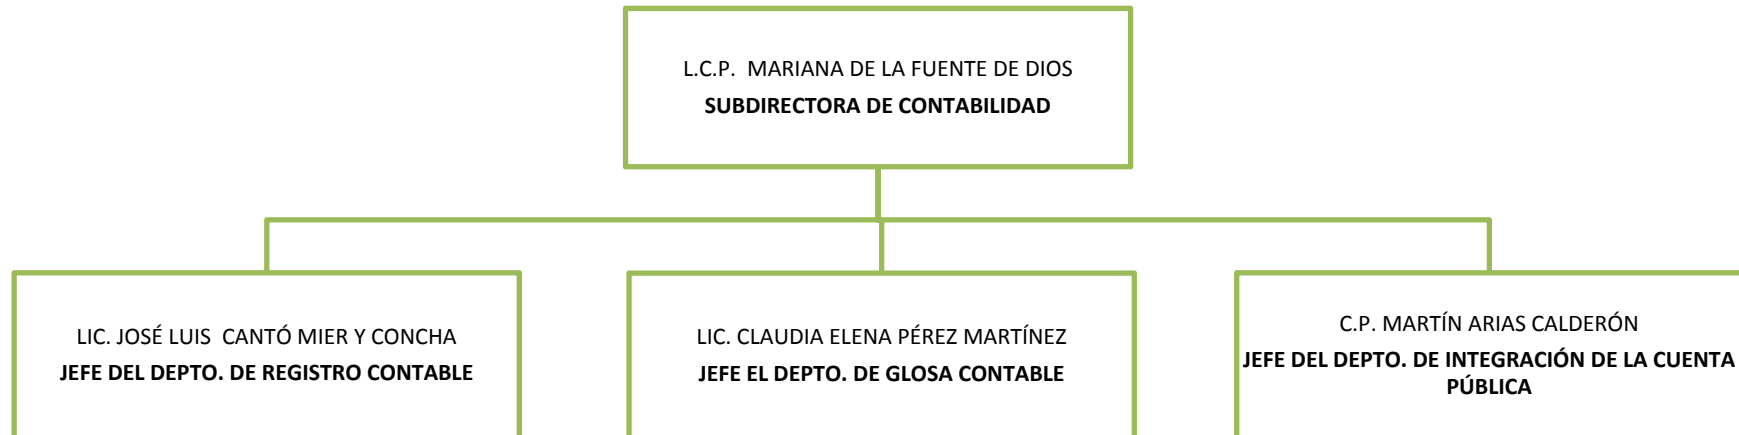 L.C.P.  MARIANA DE LA FUENTE DE DIOS
SUBDIRECTORA DE CONTABILIDAD
LIC. JOSÉ LUIS  CANTÓ MIER Y CONCHA
JEFE DEL DEPTO. DE REGISTRO CONTABLE
LIC. CLAUDIA ELENA PÉREZ MARTÍNEZ
JEFE EL DEPTO. DE GLOSA CONTABLE
C.P. MARTÍN ARIAS CALDERÓN
JEFE DEL DEPTO. DE INTEGRACIÓN DE LA CUENTA
PÚBLICA